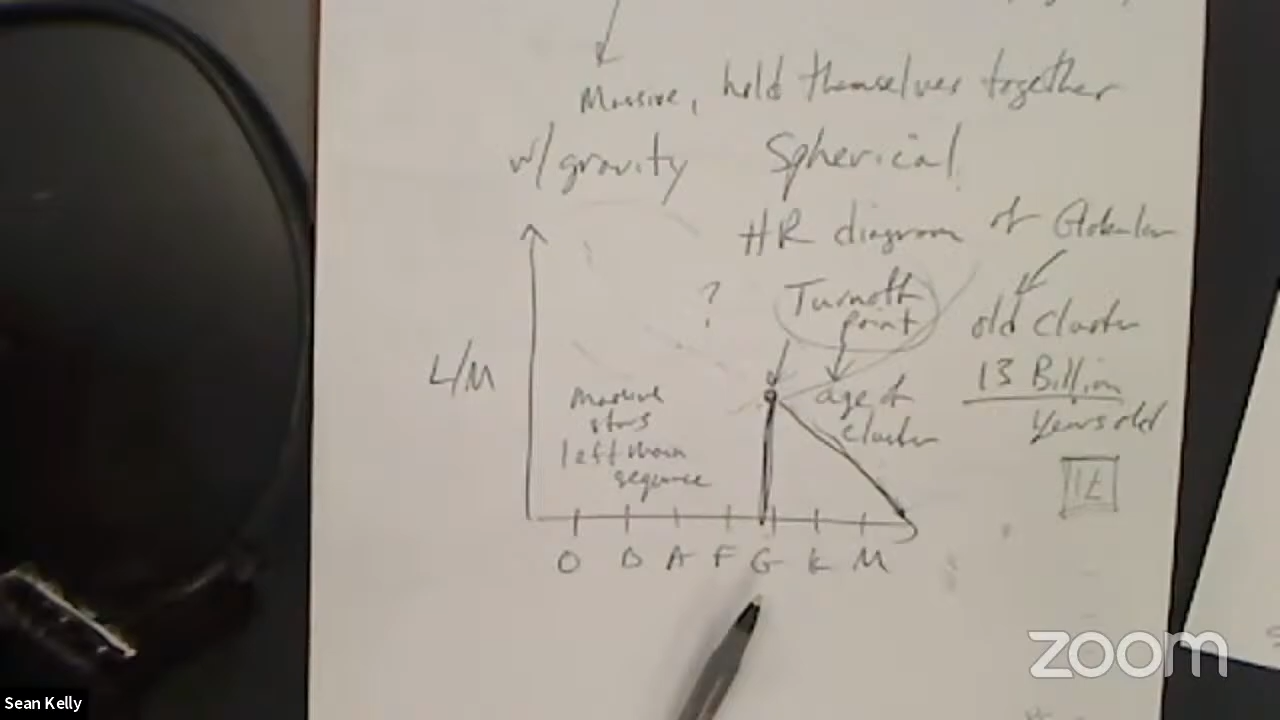 Massive, hold themselves together
w/gravity Spherical
HR diagram of Globular
?
Turnoff
point
old cluster
13 Billion
years old
L/M
age of
cluster
massive
stars
left main
sequence
71
O B A F G K M
zoom
Sean Kelly